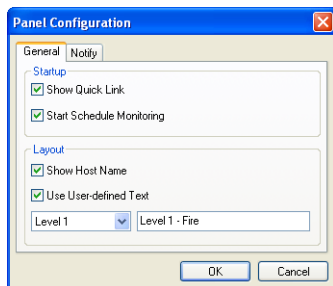 Panel Configuration
General Notify
Startup
Show Quick Link
Start Schedule Monitoring
Layout
Show Host Name
Use User-defined Text
Level 1 Level 1 - Fire
OK Cancel